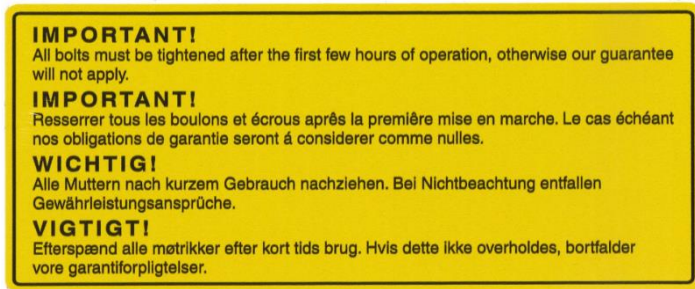 IMPORTANT!
All bolts must be tightened after the first few hours of operation, otherwise our guarantee
will not apply.
IMPORTANT!
Resserrer tous les boulons et écrous aprês la premiêre mise en marche. Le cas échéant
nos obligations de garantie seront á considerer comme nulles.
WICHTIG!
Alle Muttern nach kurzem Gebrauch nachziehen. Bei Nichtbeachtung entfallen
Gewährleistungsansprüche.
VIGTIGT!
Efterspænd alle møtrikker efter kort tids brug. Hvis dette ikke overholdes, bortfalder
vore garantiforpligtelser.